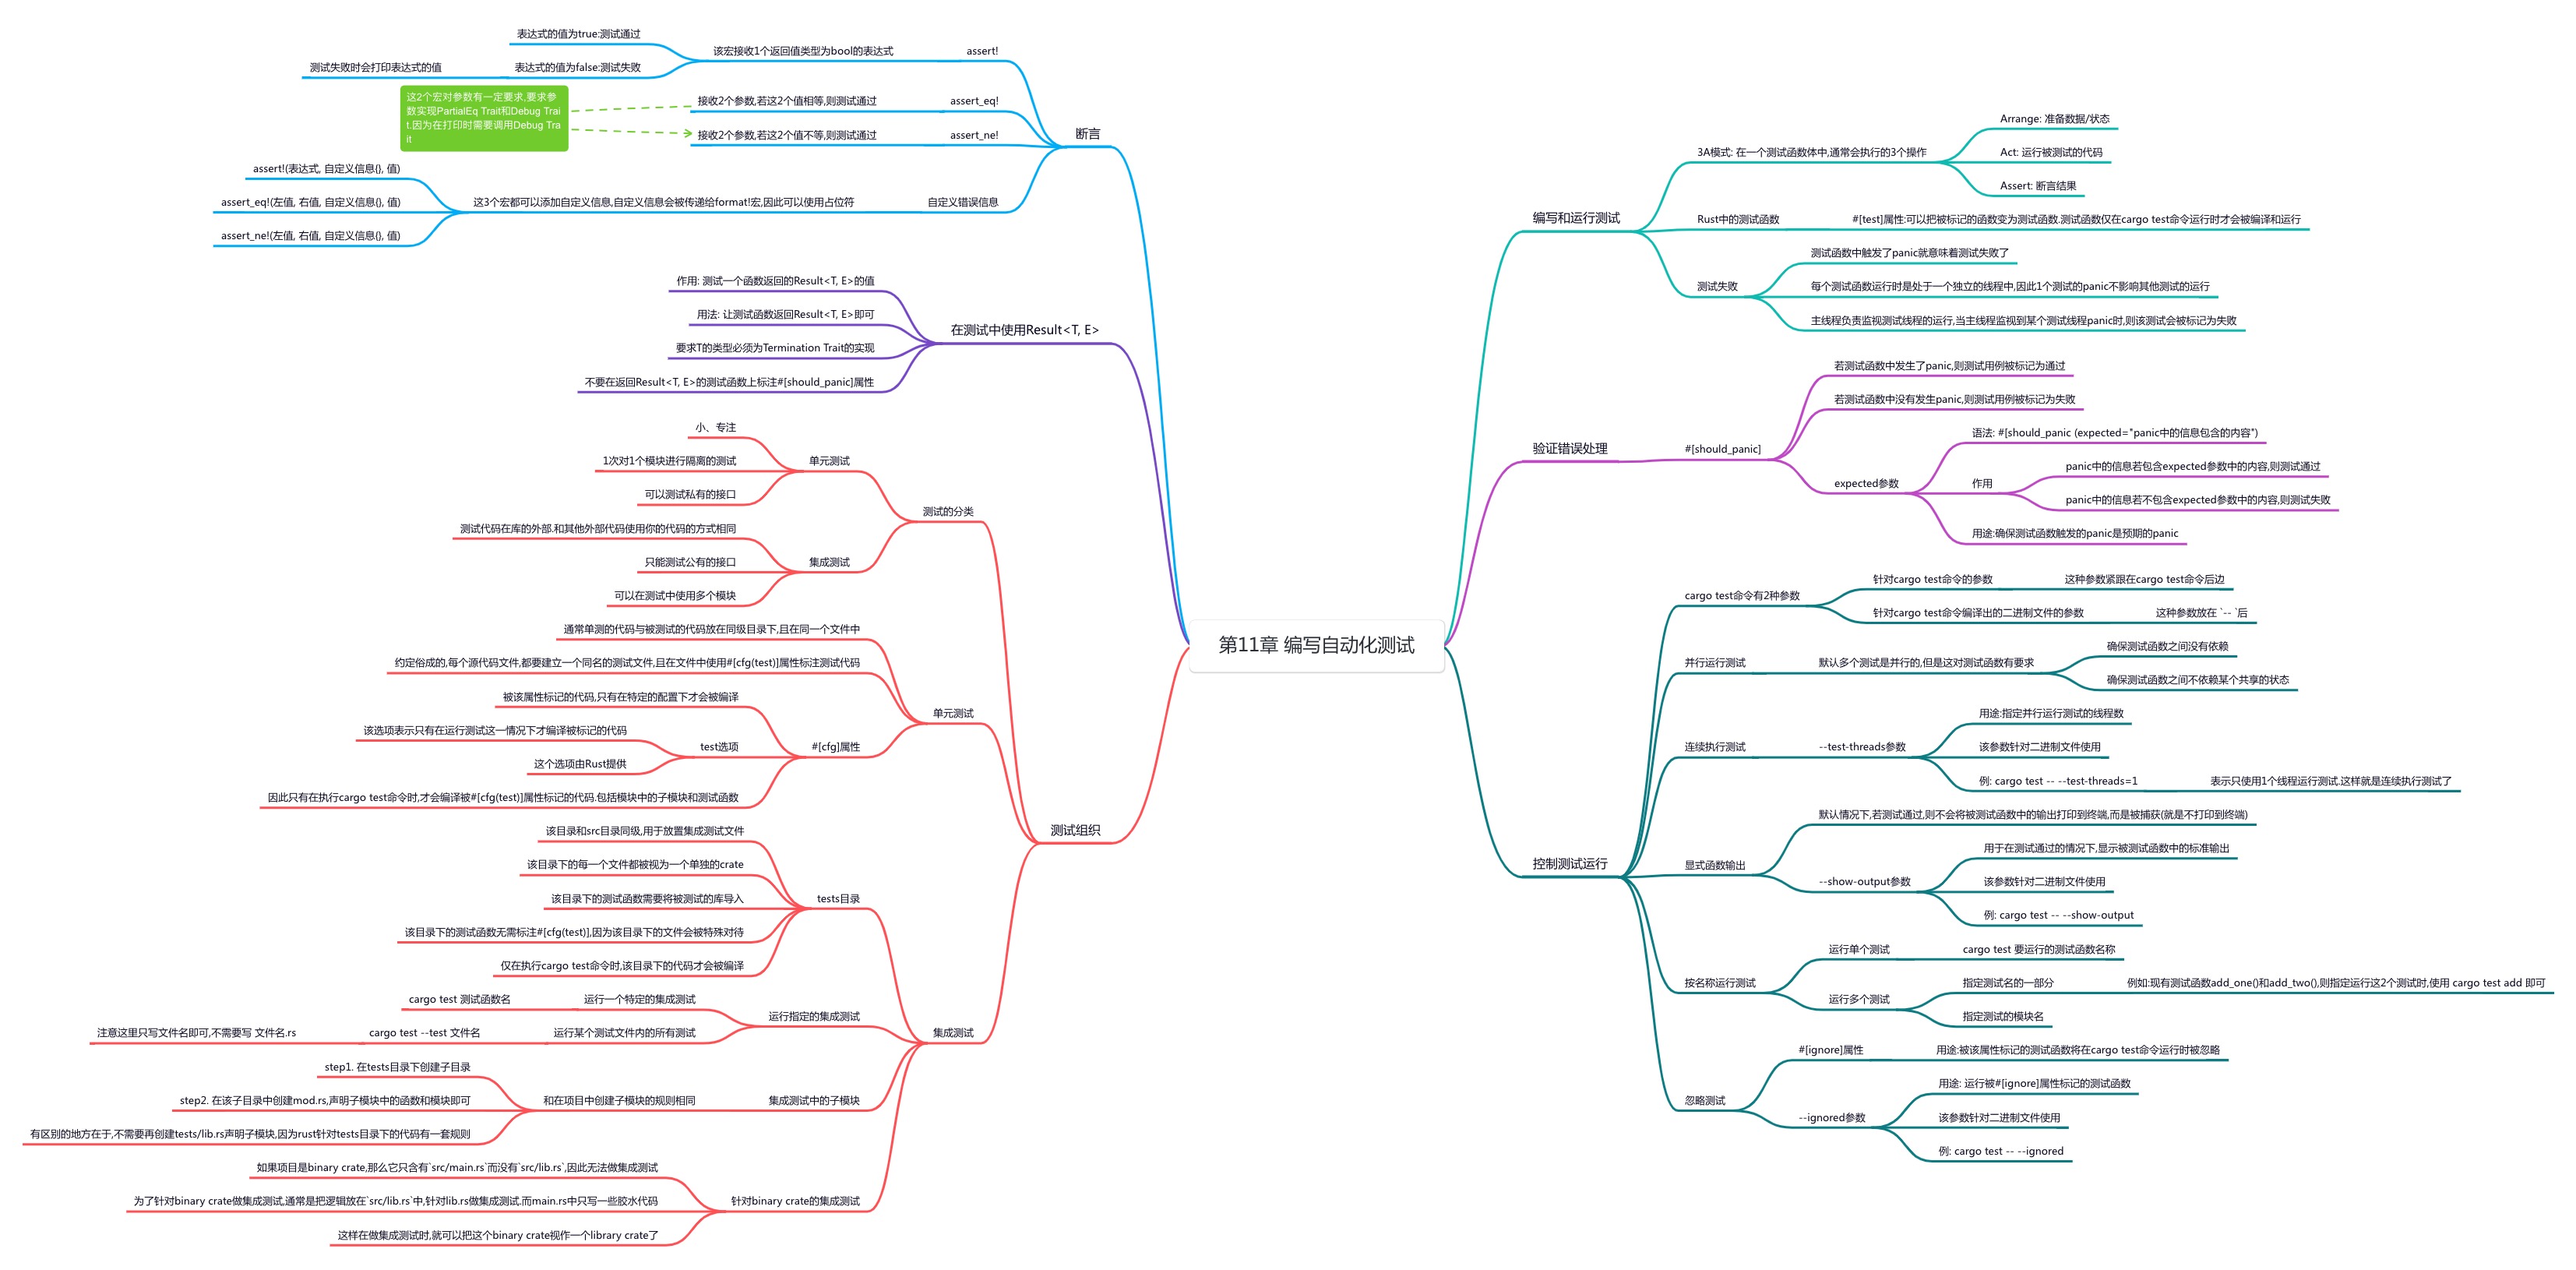 第11章 编写自动化测试
编写和运行测试
3A模式: 在一个测试函数体中,通常会执行的3个操作
Arrange: 准备数据/状态
Act: 运行被测试的代码
Assert: 断言结果
Rust中的测试函数
#[test]属性:可以把被标记的函数变为测试函数.测试函数仅在cargo test命令运行时才会被编译和运行
测试失败
测试函数中触发了panic就意味着测试失败了
每个测试函数运行时是处于一个独立的线程中,因此1个测试的panic不影响其他测试的运行
主线程负责监视测试线程的运行,当主线程监视到某个测试线程panic时,则该测试会被标记为失败
验证错误处理
#[should_panic]
若测试函数中发生了panic,则测试用例被标记为通过
若测试函数中没有发生panic,则测试用例被标记为失败
expected参数
语法: #[should_panic (expected="panic中的信息包含的内容")
作用
panic中的信息若包含expected参数中的内容,则测试通过
panic中的信息若不包含expected参数中的内容,则测试失败
用途:确保测试函数触发的panic是预期的panic
控制测试运行
cargo test命令有2种参数
针对cargo test命令的参数
这种参数紧跟在cargo test命令后边
针对cargo test命令编译出的二进制文件的参数
这种参数放在 `-- `后
并行运行测试
默认多个测试是并行的,但是这对测试函数有要求
确保测试函数之间没有依赖
确保测试函数之间不依赖某个共享的状态
连续执行测试
--test-threads参数
用途:指定并行运行测试的线程数
该参数针对二进制文件使用
例: cargo test -- --test-threads=1
表示只使用1个线程运行测试.这样就是连续执行测试了
显式函数输出
默认情况下,若测试通过,则不会将被测试函数中的输出打印到终端,而是被捕获(就是不打印到终端)
--show-output参数
用于在测试通过的情况下,显示被测试函数中的标准输出
该参数针对二进制文件使用
例: cargo test -- --show-output
按名称运行测试
运行单个测试
cargo test 要运行的测试函数名称
运行多个测试
指定测试名的一部分
例如:现有测试函数add_one()和add_two(),则指定运行这2个测试时,使用 cargo test add 即可
指定测试的模块名
忽略测试
#[ignore]属性
用途:被该属性标记的测试函数将在cargo test命令运行时被忽略
--ignored参数
用途: 运行被#[ignore]属性标记的测试函数
该参数针对二进制文件使用
例: cargo test -- --ignored
断言
assert!
该宏接收1个返回值类型为bool的表达式
表达式的值为true:测试通过
表达式的值为false:测试失败
测试失败时会打印表达式的值
assert_eq!
接收2个参数,若这2个值相等,则测试通过
assert_ne!
接收2个参数,若这2个值不等,则测试通过
这2个宏对参数有一定要求,要求参
数实现PartialEq Trait和Debug Trai
t.因为在打印时需要调用Debug Tra
it
自定义错误信息
这3个宏都可以添加自定义信息,自定义信息会被传递给format!宏,因此可以使用占位符
assert!(表达式, 自定义信息{}, 值)
assert_eq!(左值, 右值, 自定义信息{}, 值)
assert_ne!(左值, 右值, 自定义信息{}, 值)
在测试中使用Result<T, E>
作用: 测试一个函数返回的Result<T, E>的值
用法: 让测试函数返回Result<T, E>即可
要求T的类型必须为Termination Trait的实现
不要在返回Result<T, E>的测试函数上标注#[should_panic]属性
测试组织
测试的分类
单元测试
小、专注
1次对1个模块进行隔离的测试
可以测试私有的接口
集成测试
测试代码在库的外部.和其他外部代码使用你的代码的方式相同
只能测试公有的接口
可以在测试中使用多个模块
单元测试
通常单测的代码与被测试的代码放在同级目录下,且在同一个文件中
约定俗成的,每个源代码文件,都要建立一个同名的测试文件,且在文件中使用#[cfg(test)]属性标注测试代码
#[cfg]属性
被该属性标记的代码,只有在特定的配置下才会被编译
test选项
该选项表示只有在运行测试这一情况下才编译被标记的代码
这个选项由Rust提供
因此只有在执行cargo test命令时,才会编译被#[cfg(test)]属性标记的代码.包括模块中的子模块和测试函数
集成测试
tests目录
该目录和src目录同级,用于放置集成测试文件
该目录下的每一个文件都被视为一个单独的crate
该目录下的测试函数需要将被测试的库导入
该目录下的测试函数无需标注#[cfg(test)],因为该目录下的文件会被特殊对待
仅在执行cargo test命令时,该目录下的代码才会被编译
运行指定的集成测试
运行一个特定的集成测试
cargo test 测试函数名
运行某个测试文件内的所有测试
cargo test --test 文件名
注意这里只写文件名即可,不需要写 文件名.rs
集成测试中的子模块
和在项目中创建子模块的规则相同
step1. 在tests目录下创建子目录
step2. 在该子目录中创建mod.rs,声明子模块中的函数和模块即可
有区别的地方在于,不需要再创建tests/lib.rs声明子模块,因为rust针对tests目录下的代码有一套规则
针对binary crate的集成测试
如果项目是binary crate,那么它只含有`src/main.rs`而没有`src/lib.rs`,因此无法做集成测试
为了针对binary crate做集成测试,通常是把逻辑放在`src/lib.rs`中,针对lib.rs做集成测试.而main.rs中只写一些胶水代码
这样在做集成测试时,就可以把这个binary crate视作一个library crate了